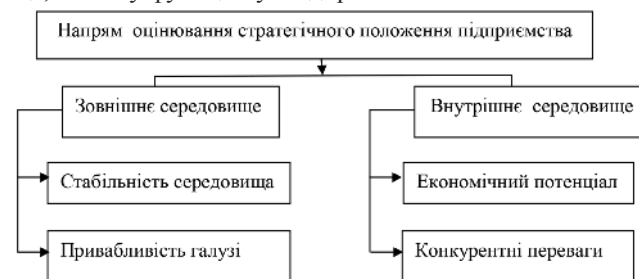 Напрям оцінювання стратегічного положення підприємства
Зовнішнє середовище
Внутрішнє середовище
Стабільність середовища
Економічний потенціал
Привабливість галузі
Конкурентні переваги